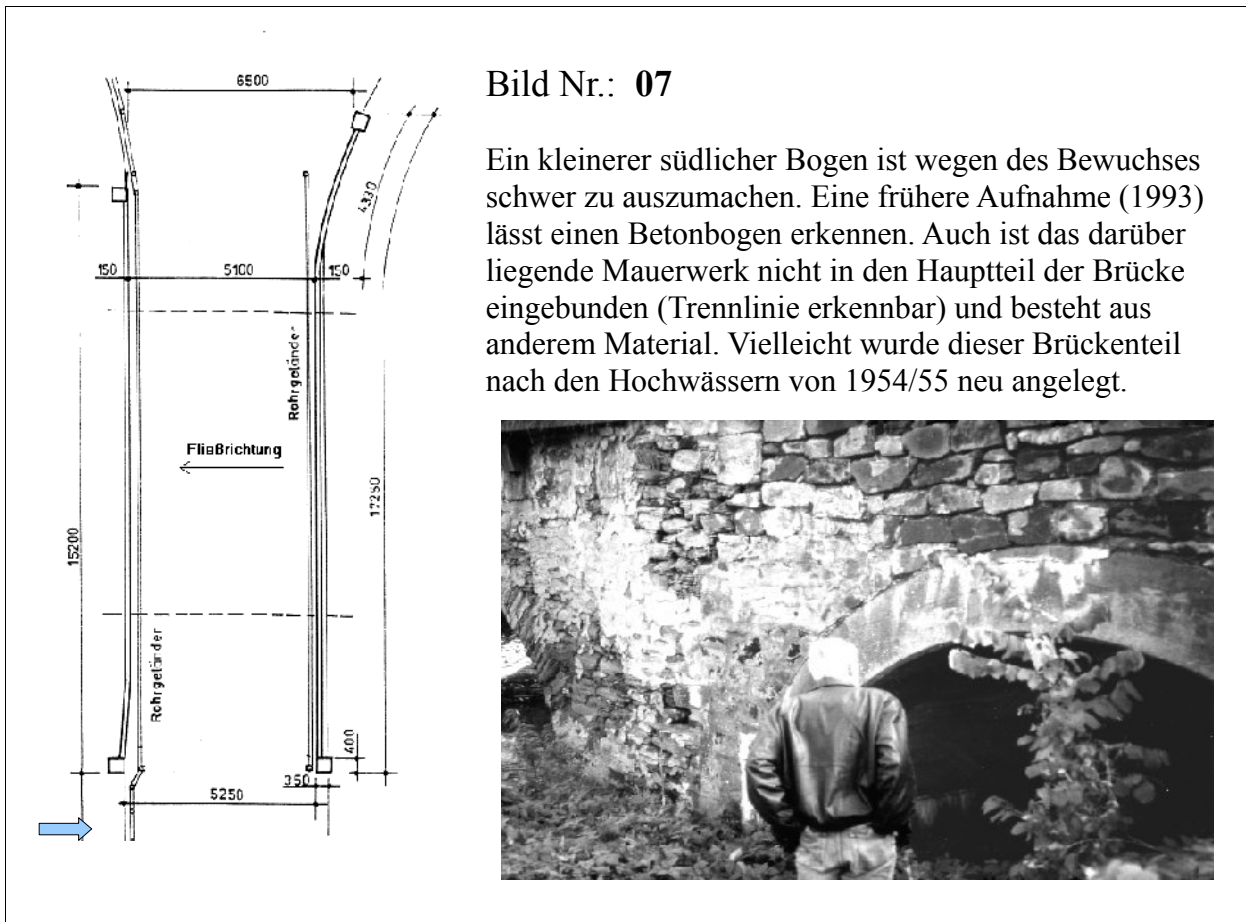 6500
4330
150
5100
150
Rohrgeländer
Fließrichtung
15200
12250
Rohrgeländer
400
350
5250
Bild Nr.: 07
Ein kleinerer südlicher Bogen ist wegen des Bewuchses
schwer zu auszumachen. Eine frühere Aufnahme (1993)
lässt einen Betonbogen erkennen. Auch ist das darüber
liegende Mauerwerk nicht in den Hauptteil der Brücke
eingebunden (Trennlinie erkennbar) und besteht aus
anderem Material. Vielleicht wurde dieser Brückenteil
nach den Hochwässern von 1954/55 neu angelegt.